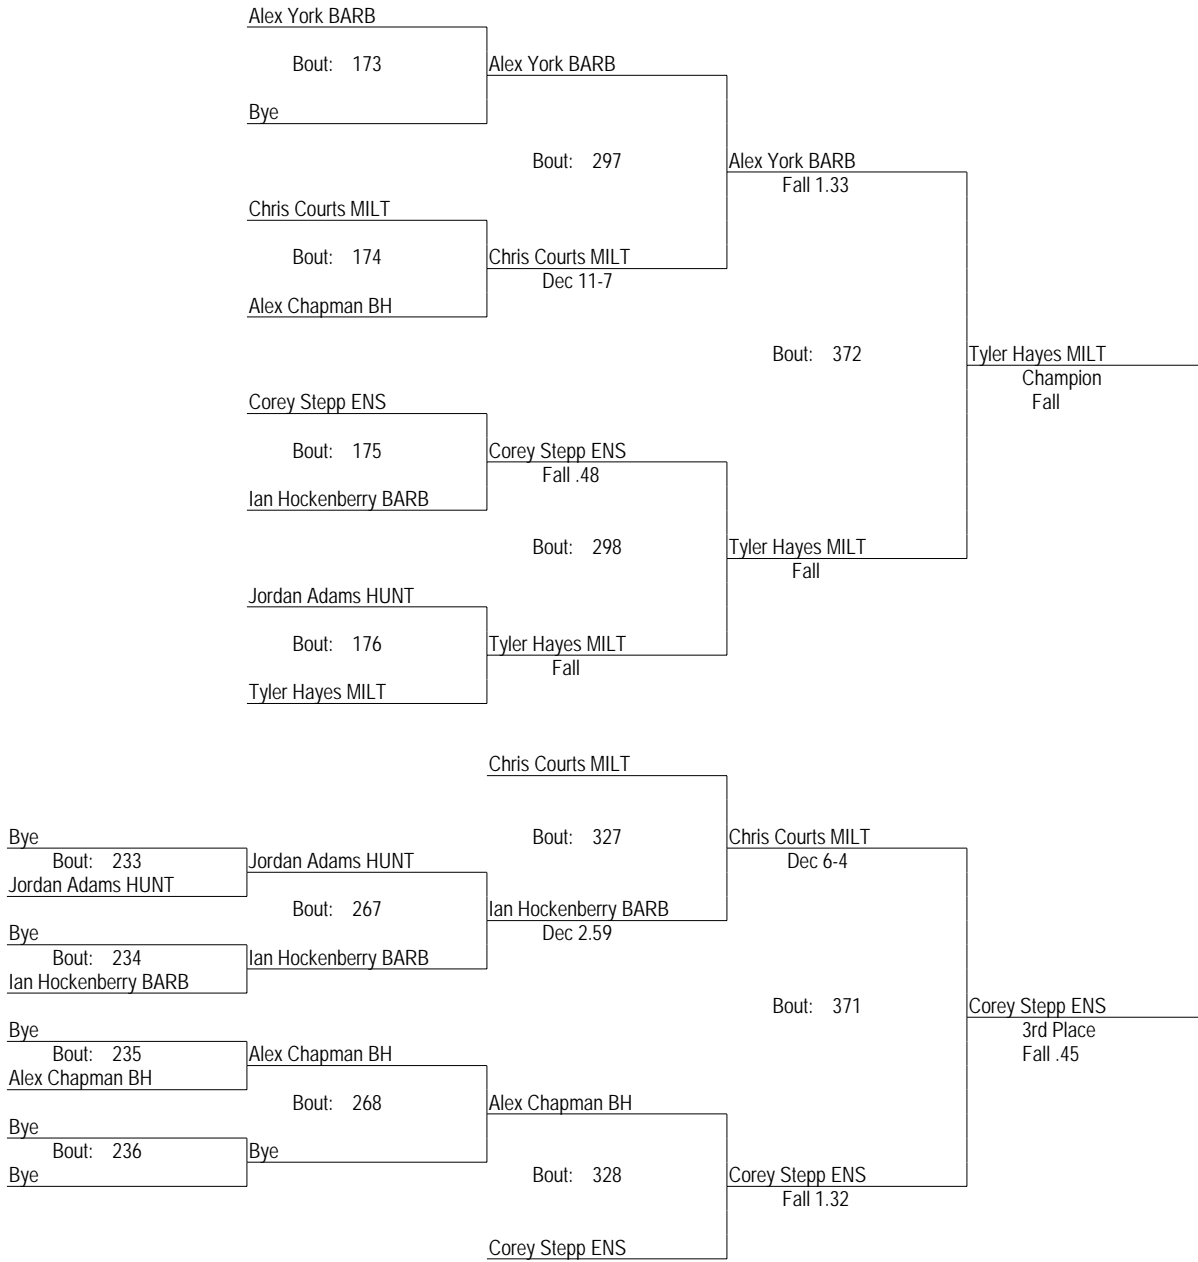 Alex York BARB
Bout: 173
Alex York BARB
Bye
Bout: 297
Alex York BARB
Fall 1.33
Chris Courts MILT
Bout: 174
Chris Courts MILT
Dec 11-7
Alex Chapman BH
Bout: 372
Tyler Hayes MILT
Champion
Fall
Corey Stepp ENS
Bout: 175
Corey Stepp ENS
Fall .48
Ian Hockenberry BARB
Bout: 298
Tyler Hayes MILT
Fall
Jordan Adams HUNT
Bout: 176
Tyler Hayes MILT
Fall
Tyler Hayes MILT
Chris Courts MILT
Bout: 327
Chris Courts MILT
Dec 6-4
Bye
Bout: 233
Jordan Adams HUNT
Jordan Adams HUNT
Bout: 267
Ian Hockenberry BARB
Dec 2.59
Bye
Bout: 234
Ian Hockenberry BARB
Ian Hockenberry BARB
Bout: 371
Corey Stepp ENS
3rd Place
Fall .45
Bye
Bout: 235
Alex Chapman BH
Alex Chapman BH
Bout: 268
Alex Chapman BH
Bye
Bout: 236
Bye
Bye
Bout: 328
Corey Stepp ENS
Fall 1.32
Corey Stepp ENS